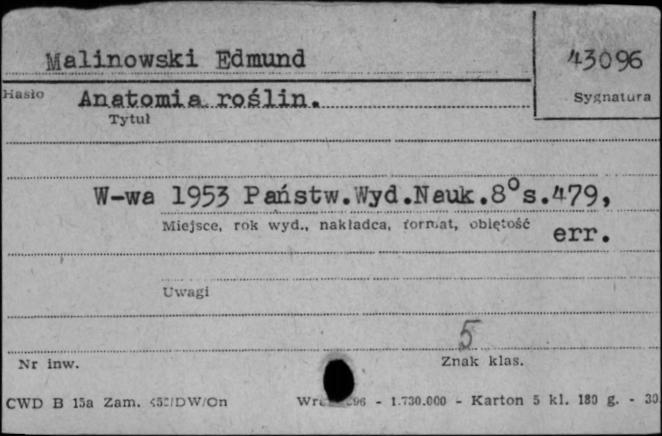 Malinowski Edmund
43096
Hasło
Sygnatura
Anatomia roślin.
Tytuł
W-wa 1953 Państw.Wyd.Nauk.8°s.479,
Miejsce, rok wyd., nakładca, format, objętość
err.
Uwagi
5
Nr inw.
Znak klas.
CWD B 15a Zam. /DW/On
- 1.730.000 - Karton 5 kl. 180 g. - 30